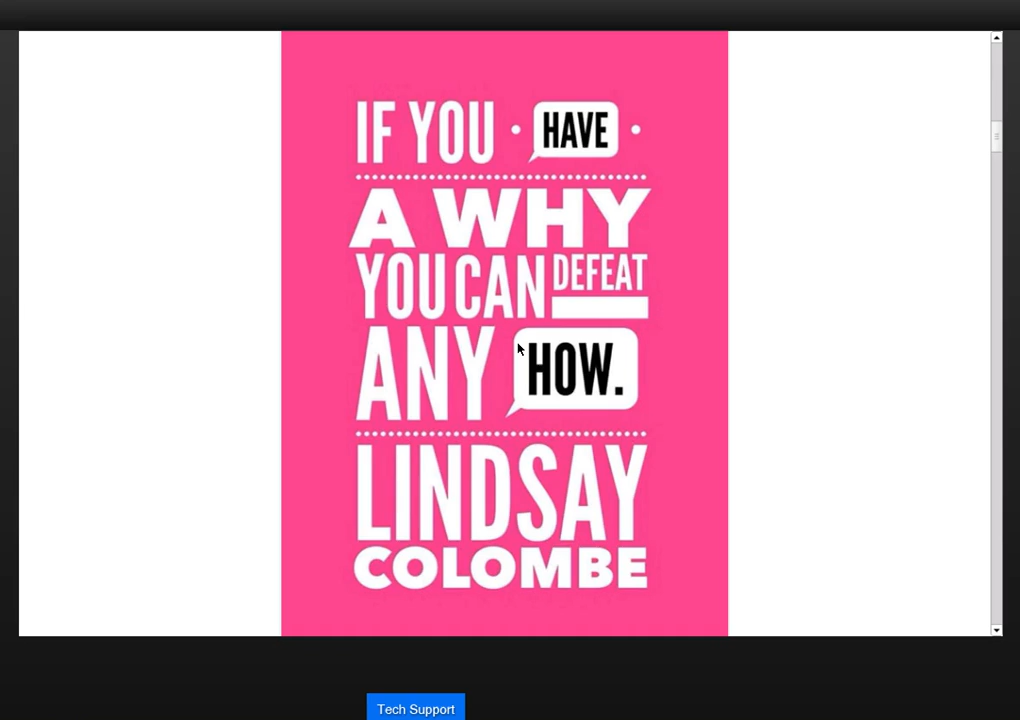 IF YOU · HAVE ·
A WHY
YOU CAN DEFEAT
ANY HOW.
LINDSAY
COLOMBE
Tech Support